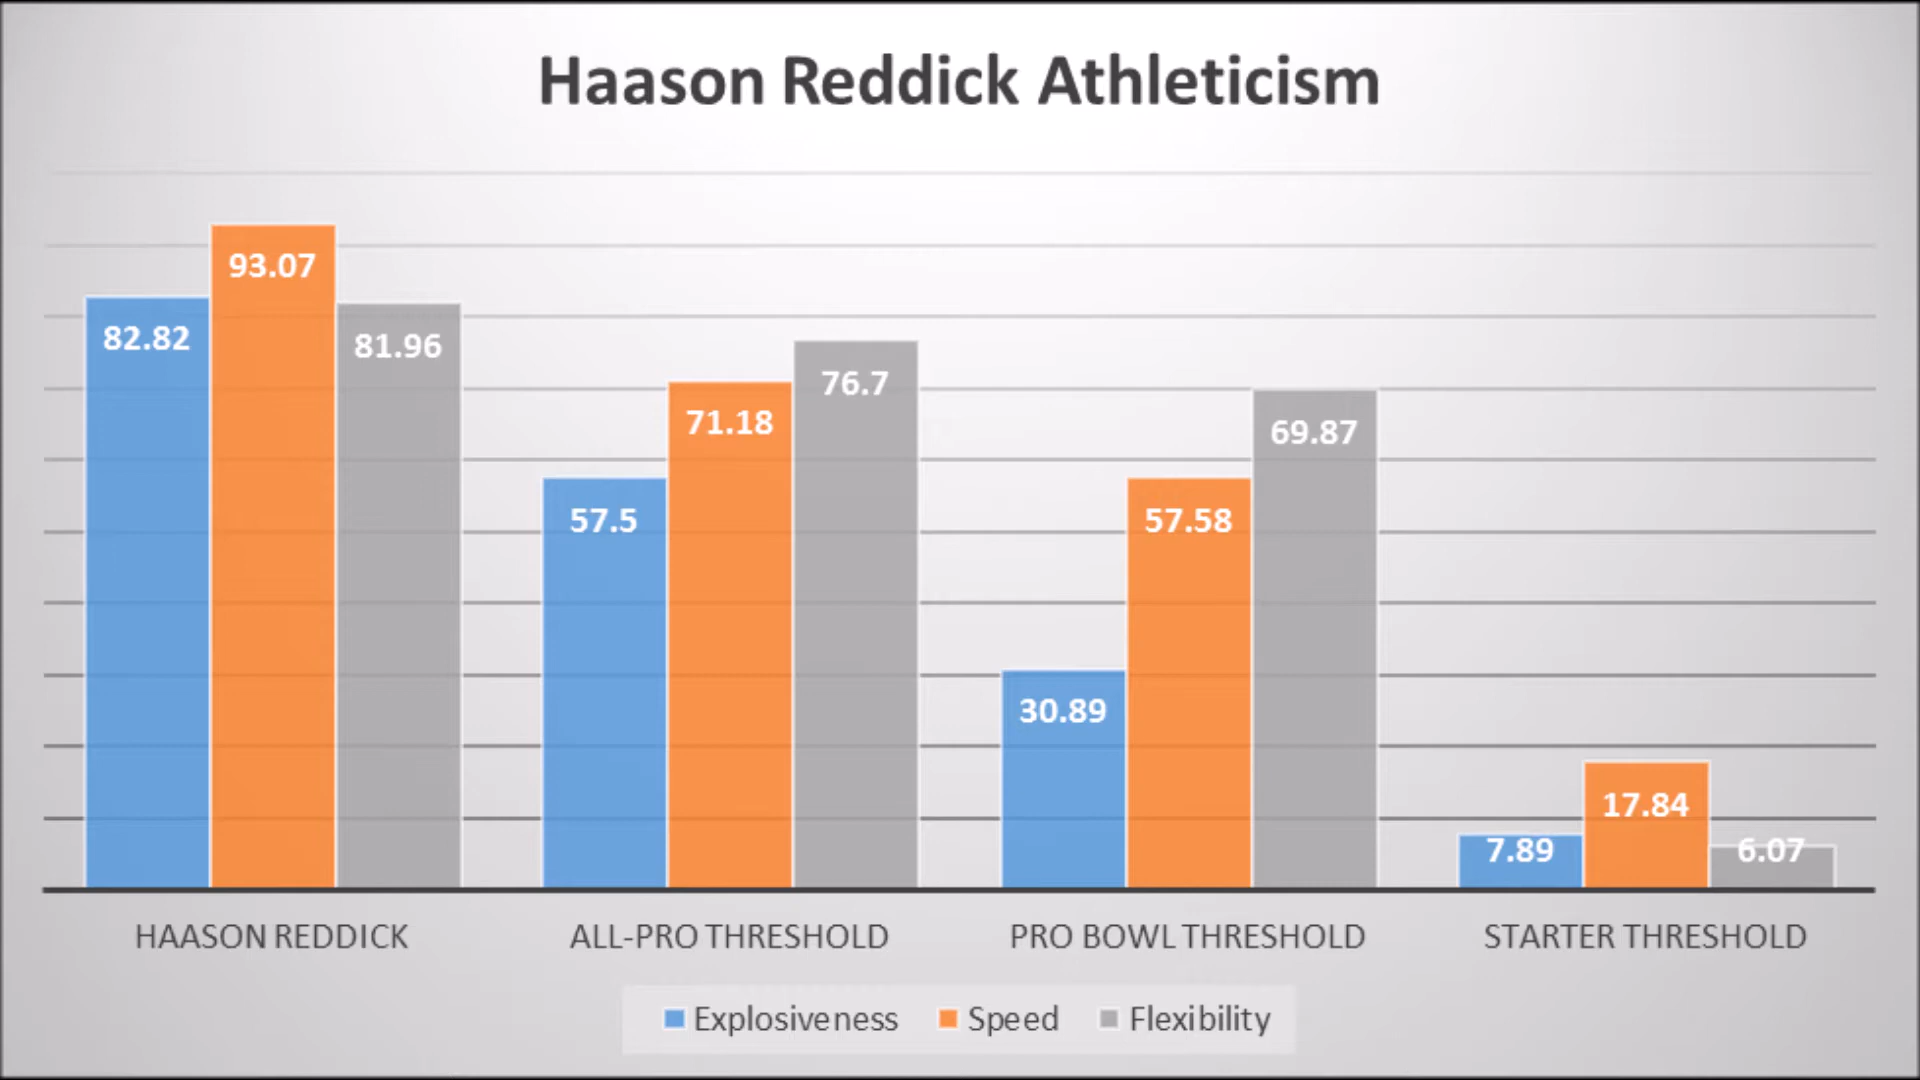 Haason Reddick Athleticism
82.82 93.07 81.96
57.5 71.18 76.7
30.89 57.58 69.87
7.89 17.84 6.07
HAASON REDDICK ALL-PRO THRESHOLD PRO BOWL THRESHOLD STARTER THRESHOLD
Explosiveness Speed Flexibility